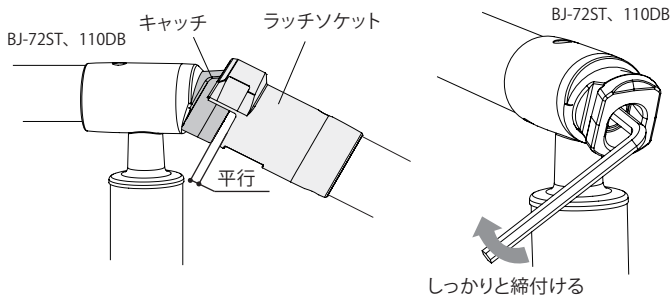 BJ-72ST、110DB
キャッチ
ラッチソケット
平行
BJ-72ST、110DB
しっかりと締付ける